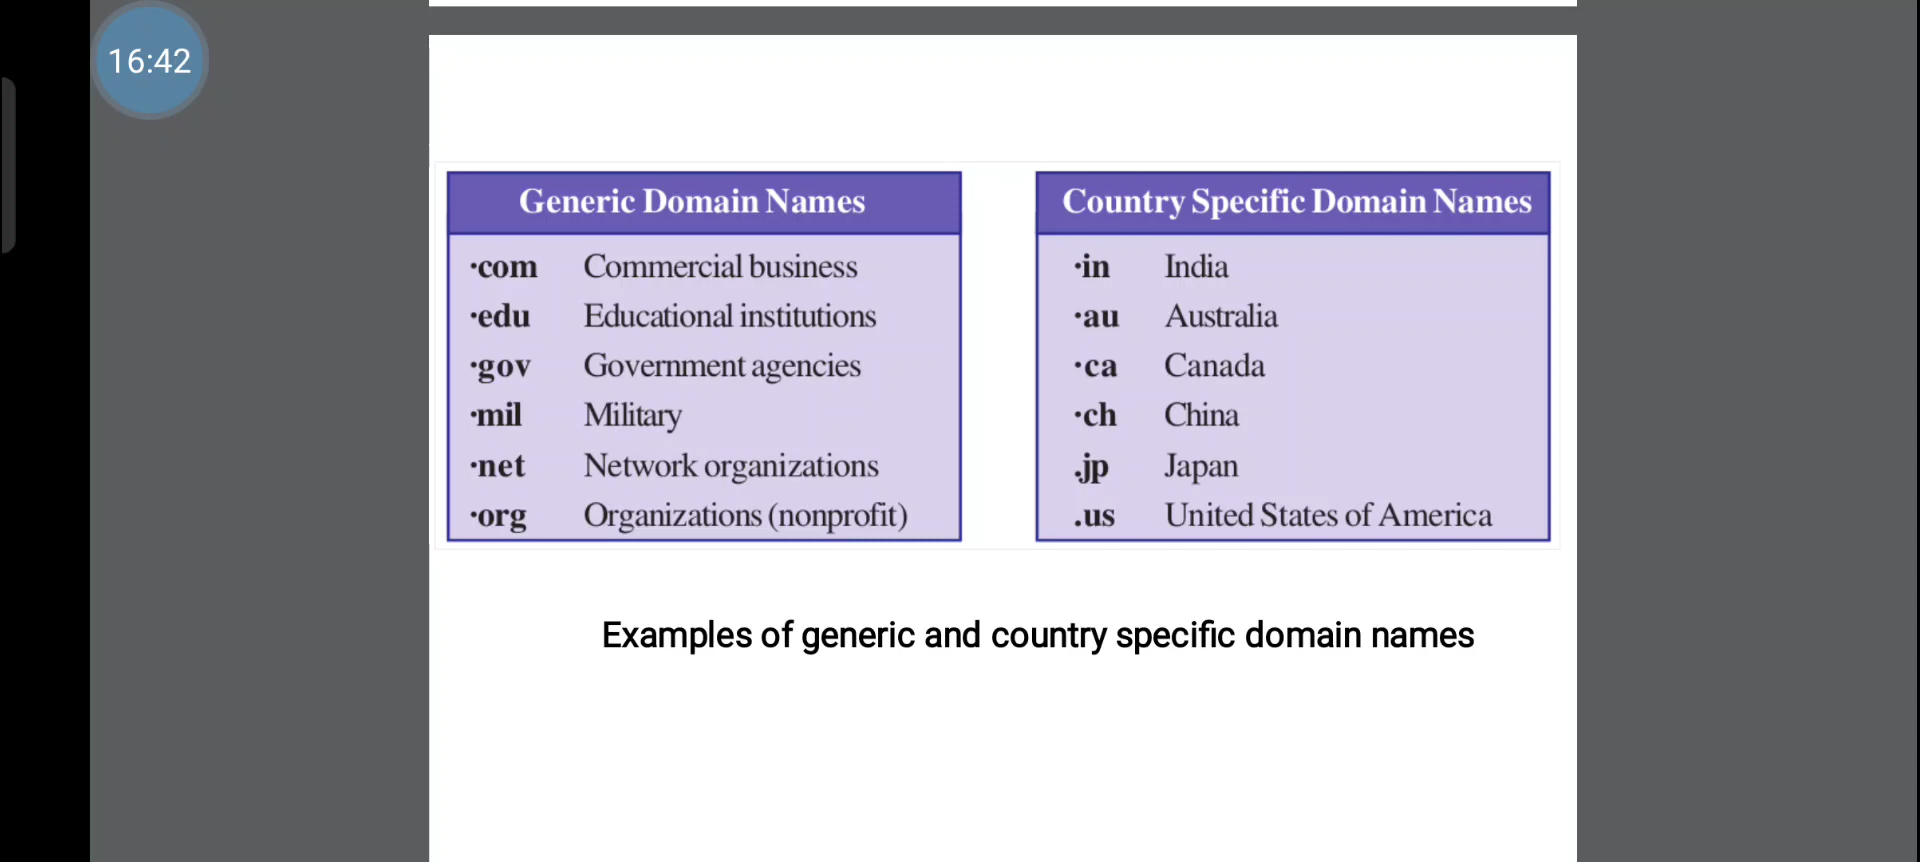 16:42
Generic Domain Names
·com Commercial business
·edu Educational institutions
·gov Government agencies
·mil Military
·net Network organizations
·org Organizations (nonprofit)
Country Specific Domain Names
·in India
·au Australia
·ca Canada
·ch China
.jp Japan
.us United States of America
Examples of generic and country specific domain names